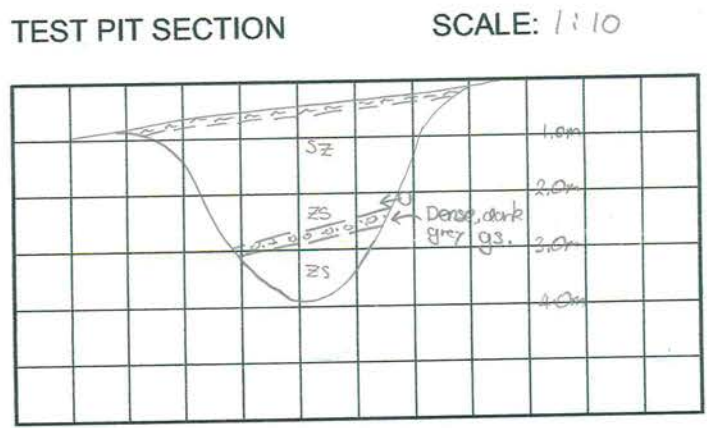 TEST PIT SECTION
SCALE: 1:10
1.0m
SZ
2.0m
ZS
U
Dense, dark
grey gs.
3.0m
ZS
4.0m